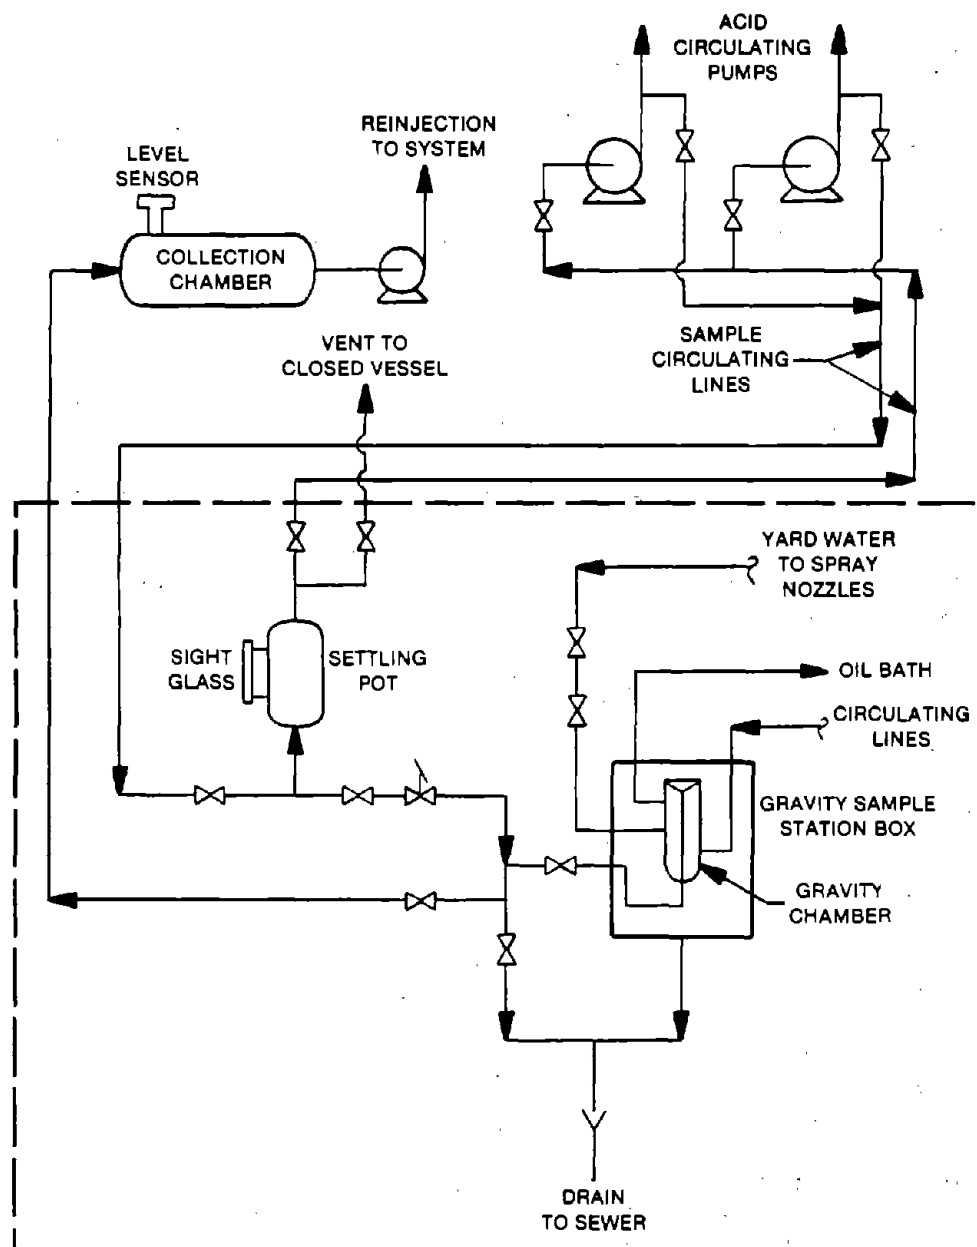 ACID
CIRCULATING
PUMPS
REINJECTION
TO SYSTEM
LEVEL
SENSOR
COLLECTION
CHAMBER
VENT TO
CLOSED VESSEL
SAMPLE
CIRCULATING
LINES
YARD WATER
TO SPRAY
NOZZLES
SIGHT
GLASS
SETTLING
POT
OIL BATH
CIRCULATING
LINES
GRAVITY SAMPLE
STATION BOX
GRAVITY
CHAMBER
DRAIN
TO SEWER